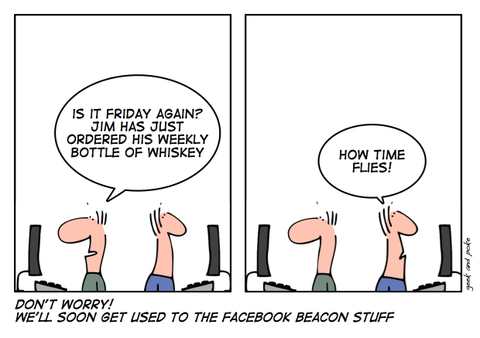 IS IT FRIDAY AGAIN?
JIM HAS JUST
ORDERED HIS WEEKLY
BOTTLE OF WHISKEY
HOW TIME
FLIES!
geek and poke
DON'T WORRY!
WE'LL SOON GET USED TO THE FACEBOOK BEACON STUFF